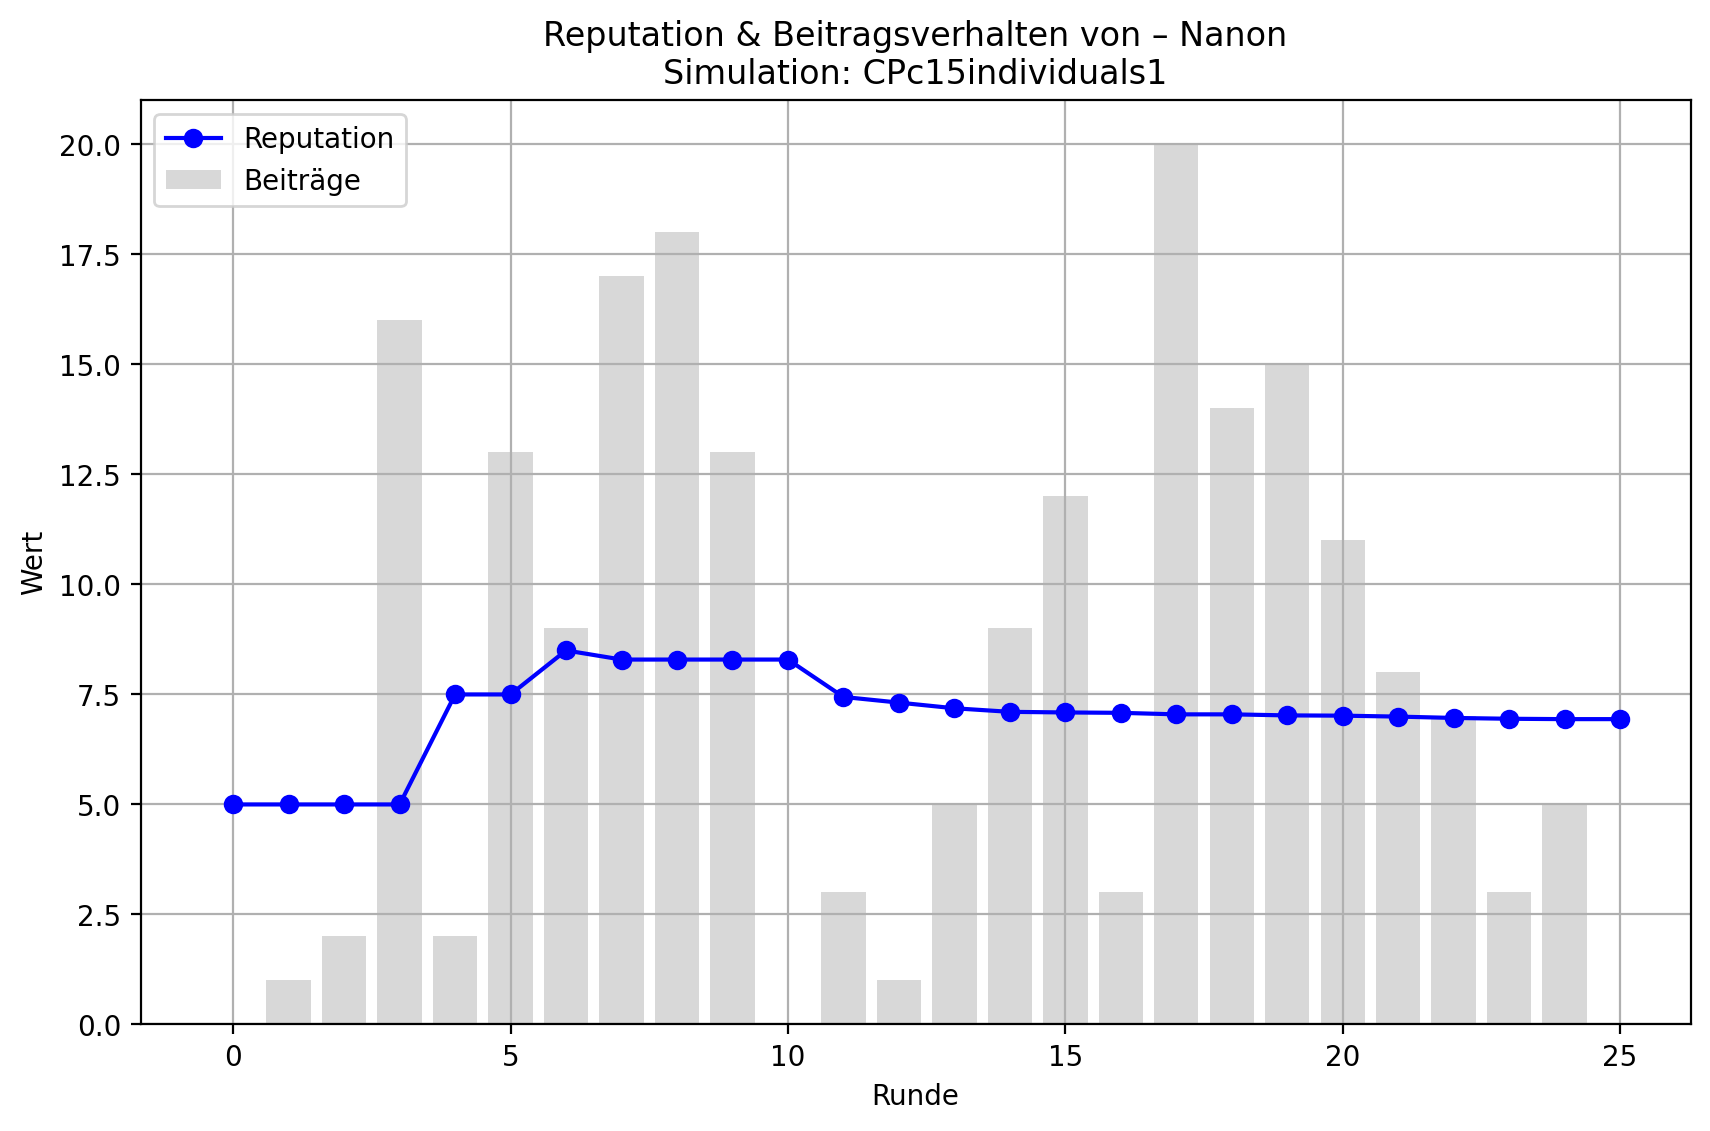 Reputation & Beitragsverhalten von – Nanon
Simulation: CPc15individuals1
Reputation
Beiträge
20.0
17.5
15.0
12.5
10.0
7.5
5.0
2.5
0.0
Wert
0 5 10 15 20 25
Runde